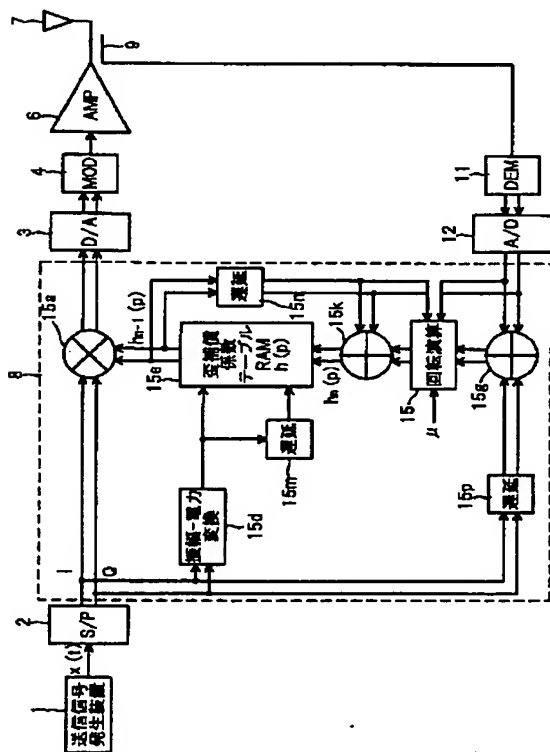 1
送信信号
発生装置
x(t)
2
S/P
I
Q
8
15a
3
D/A
4
MOD
6
AMP
7
9
振幅-電力
変換
15d
遅延
15m
15e
歪補償
係数
テーブル
RAM
h(p)
hn-1(p)
hn(p)
遅延
15n
15k
回転演算
15
μ
15g
遅延
15p
11
DEM
12
A/D